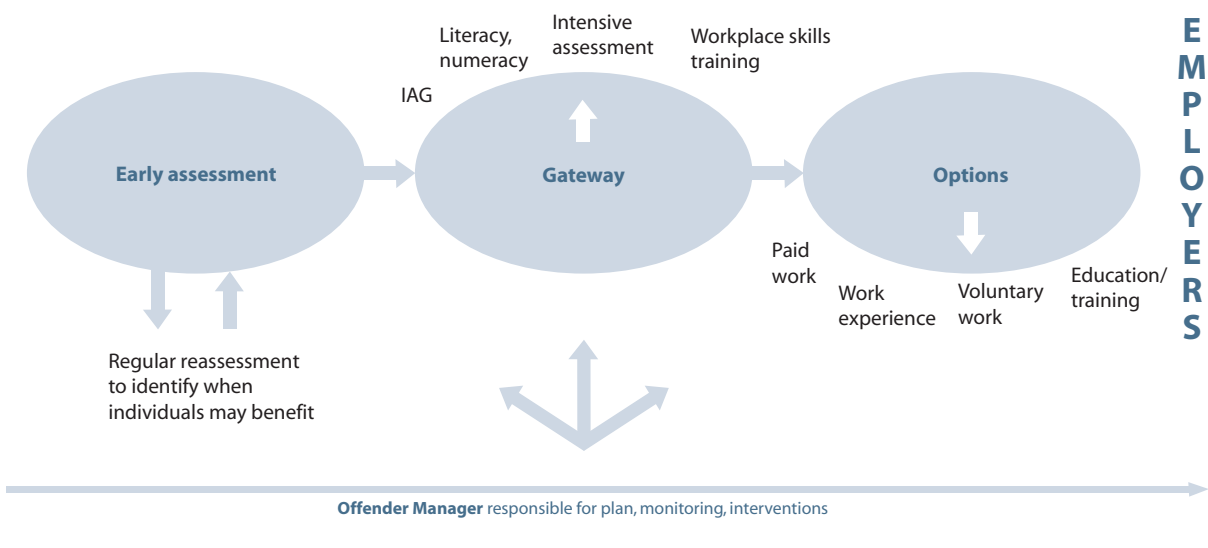 Early assessment
Regular reassessment
to identify when
individuals may benefit
IAG
Literacy,
numeracy
Intensive
assessment
Workplace skills
training
Gateway
Options
Paid
work
Work
experience
Voluntary
work
Education/
training
EMPLOYERS
Offender Manager responsible for plan, monitoring, interventions